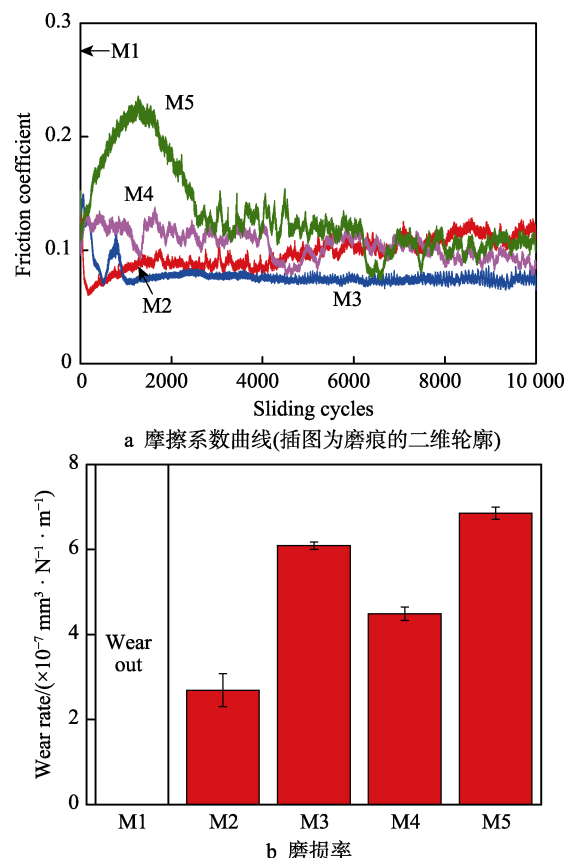 0.3
M1
M5
0.2
M4
0.1
M2
M3
0
0 2000 4000 6000 8000 10 000
Friction coefficient
Sliding cycles
a 摩擦系数曲线(插图为磨痕的二维轮廓)
8
6
4
2
0
Wear
out
Wear rate/(×10⁻⁷ mm³ · N⁻¹ · m⁻¹)
M1 M2 M3 M4 M5
b 磨损率